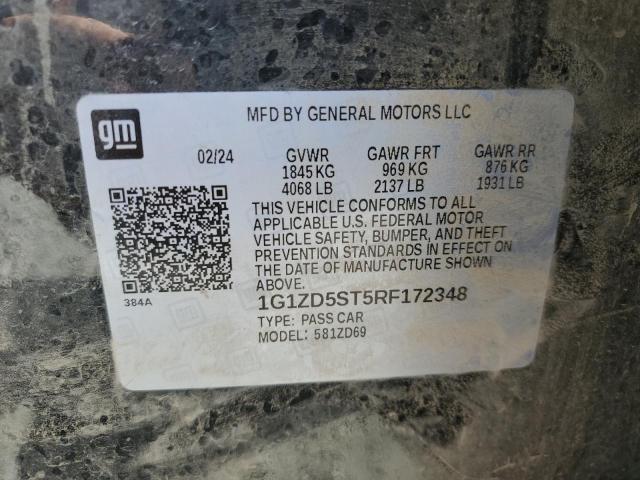 gm
MFD BY GENERAL MOTORS LLC
02/24 GVWR GAWR FRT GAWR RR
1845 KG 969 KG 876 KG
4068 LB 2137 LB 1931 LB
THIS VEHICLE CONFORMS TO ALL
APPLICABLE U.S. FEDERAL MOTOR
VEHICLE SAFETY, BUMPER, AND THEFT
PREVENTION STANDARDS IN EFFECT ON
THE DATE OF MANUFACTURE SHOWN
ABOVE.
384A
1G1ZD5ST5RF172348
TYPE: PASS CAR
MODEL: 581ZD69